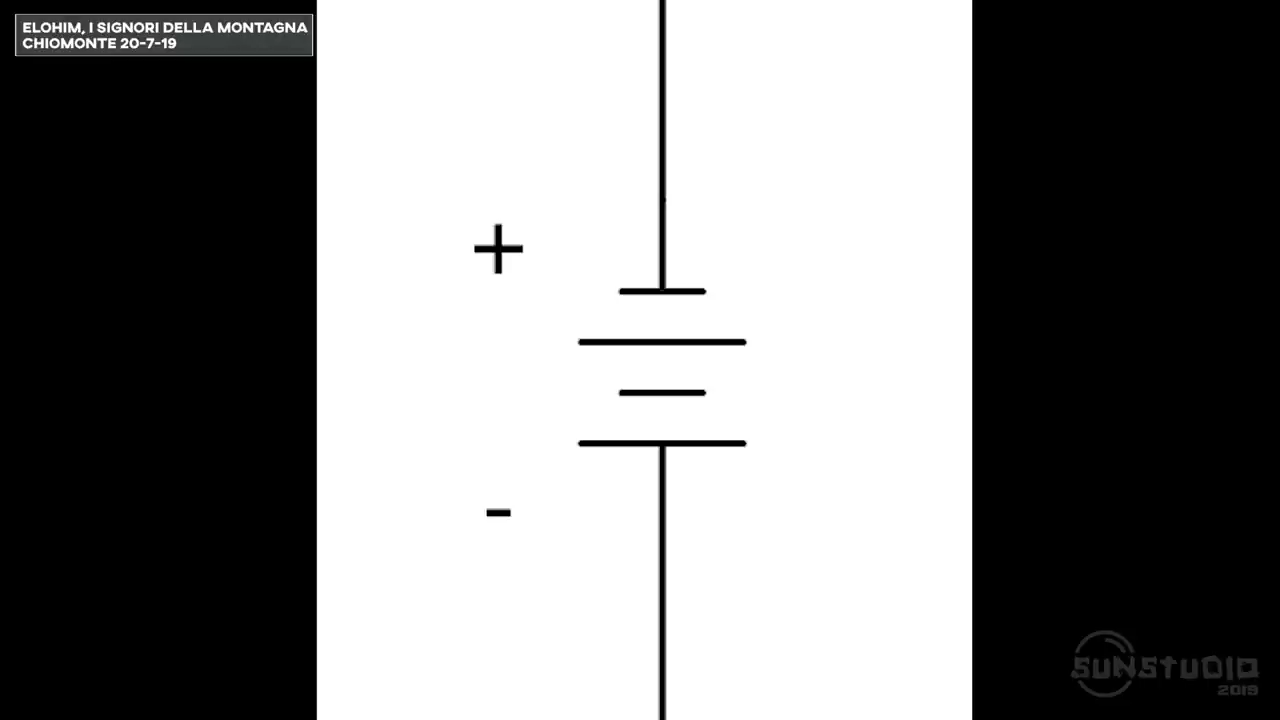 ELOHIM, I SIGNORI DELLA MONTAGNA
CHIOMONTE 20-7-19
+
-
SUNSTUDIO
2019